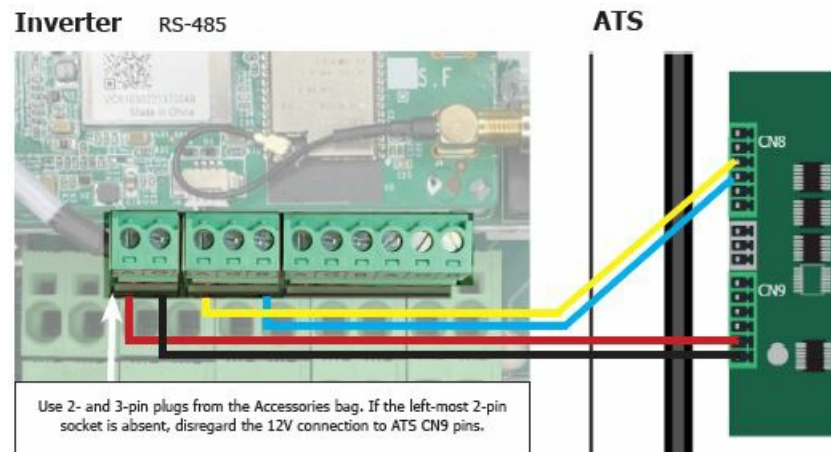 Inverter RS-485 ATS
S.F
Made in China
CN8
CN9
Use 2- and 3-pin plugs from the Accessories bag. If the left-most 2-pin
socket is absent, disregard the 12V connection to ATS CN9 pins.